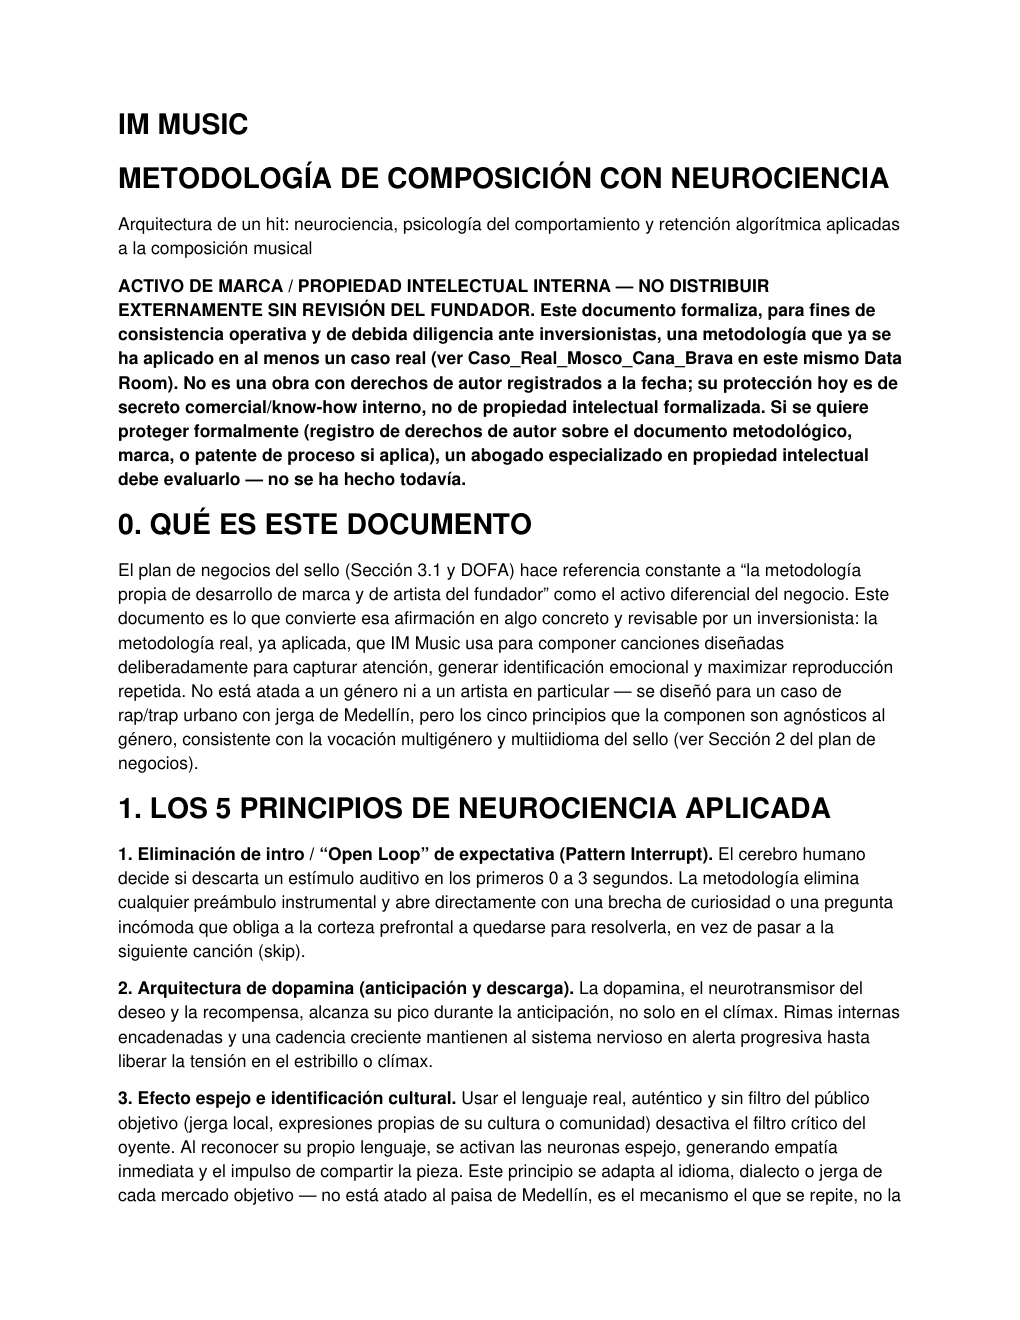 IM MUSIC
METODOLOGÍA DE COMPOSICIÓN CON NEUROCIENCIA
Arquitectura de un hit: neurociencia, psicología del comportamiento y retención algorítmica aplicadas
a la composición musical
ACTIVO DE MARCA / PROPIEDAD INTELECTUAL INTERNA — NO DISTRIBUIR
EXTERNAMENTE SIN REVISIÓN DEL FUNDADOR. Este documento formaliza, para fines de
consistencia operativa y de debida diligencia ante inversionistas, una metodología que ya se
ha aplicado en al menos un caso real (ver Caso_Real_Mosco_Cana_Brava en este mismo Data
Room). No es una obra con derechos de autor registrados a la fecha; su protección hoy es de
secreto comercial/know-how interno, no de propiedad intelectual formalizada. Si se quiere
proteger formalmente (registro de derechos de autor sobre el documento metodológico,
marca, o patente de proceso si aplica), un abogado especializado en propiedad intelectual
debe evaluarlo — no se ha hecho todavía.
0. QUÉ ES ESTE DOCUMENTO
El plan de negocios del sello (Sección 3.1 y DOFA) hace referencia constante a “la metodología
propia de desarrollo de marca y de artista del fundador” como el activo diferencial del negocio. Este
documento es lo que convierte esa afirmación en algo concreto y revisable por un inversionista: la
metodología real, ya aplicada, que IM Music usa para componer canciones diseñadas
deliberadamente para capturar atención, generar identificación emocional y maximizar reproducción
repetida. No está atada a un género ni a un artista en particular — se diseñó para un caso de
rap/trap urbano con jerga de Medellín, pero los cinco principios que la componen son agnósticos al
género, consistente con la vocación multigénero y multiidioma del sello (ver Sección 2 del plan de
negocios).
1. LOS 5 PRINCIPIOS DE NEUROCIENCIA APLICADA
1. Eliminación de intro / “Open Loop” de expectativa (Pattern Interrupt). El cerebro humano
decide si descarta un estímulo auditivo en los primeros 0 a 3 segundos. La metodología elimina
cualquier preámbulo instrumental y abre directamente con una brecha de curiosidad o una pregunta
incómoda que obliga a la corteza prefrontal a quedarse para resolverla, en vez de pasar a la
siguiente canción (skip).
2. Arquitectura de dopamina (anticipación y descarga). La dopamina, el neurotransmisor del
deseo y la recompensa, alcanza su pico durante la anticipación, no solo en el clímax. Rimas internas
encadenadas y una cadencia creciente mantienen al sistema nervioso en alerta progresiva hasta
liberar la tensión en el estribillo o clímax.
3. Efecto espejo e identificación cultural. Usar el lenguaje real, auténtico y sin filtro del público
objetivo (jerga local, expresiones propias de su cultura o comunidad) desactiva el filtro crítico del
oyente. Al reconocer su propio lenguaje, se activan las neuronas espejo, generando empatía
inmediata y el impulso de compartir la pieza. Este principio se adapta al idioma, dialecto o jerga de
cada mercado objetivo — no está atado al paisa de Medellín, es el mecanismo el que se repite, no la